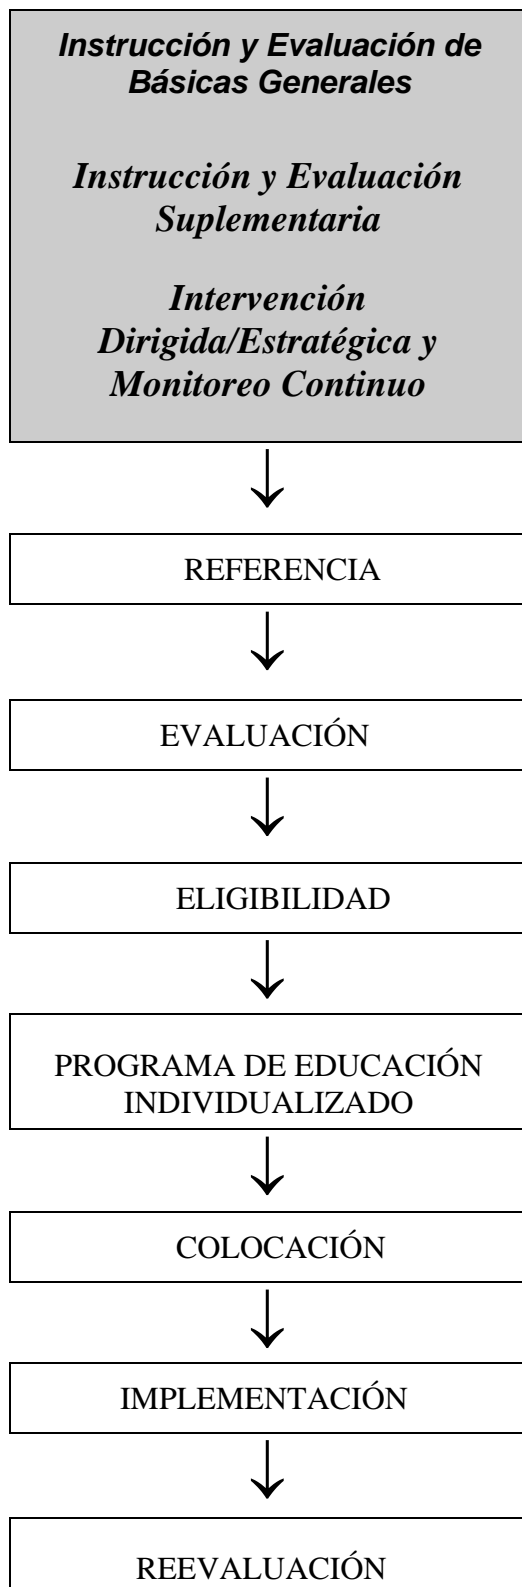 Instrucción y Evaluación de
Básicas Generales
Instrucción y Evaluación
Suplementaria
Intervención
Dirigida/Estratégica y
Monitoreo Continuo
REFERENCIA
EVALUACIÓN
ELIGIBILIDAD
PROGRAMA DE EDUCACIÓN
INDIVIDUALIZADO
COLOCACIÓN
IMPLEMENTACIÓN
REEVALUACIÓN